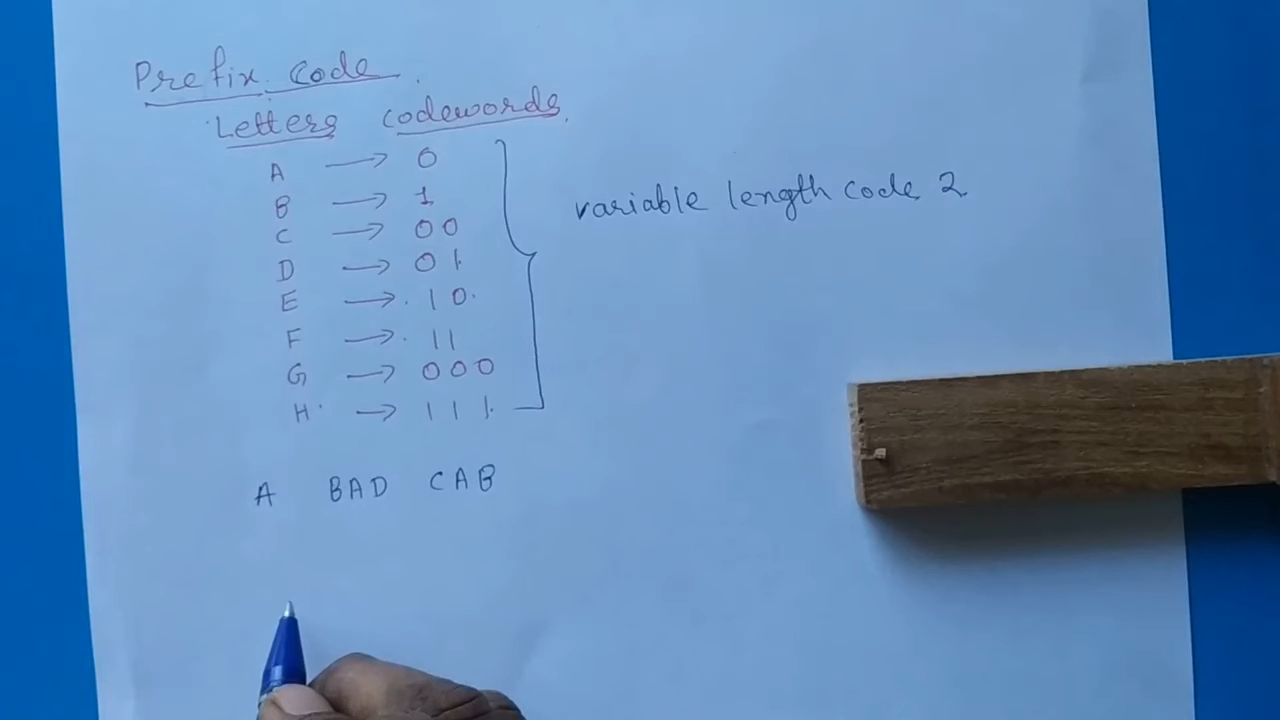 Prefix code
Letters codewords
A → 0
B → 1
C → 00
D → 01
E → 10
F → 11
G → 000
H → 111
variable length code 2
A BAD CAB